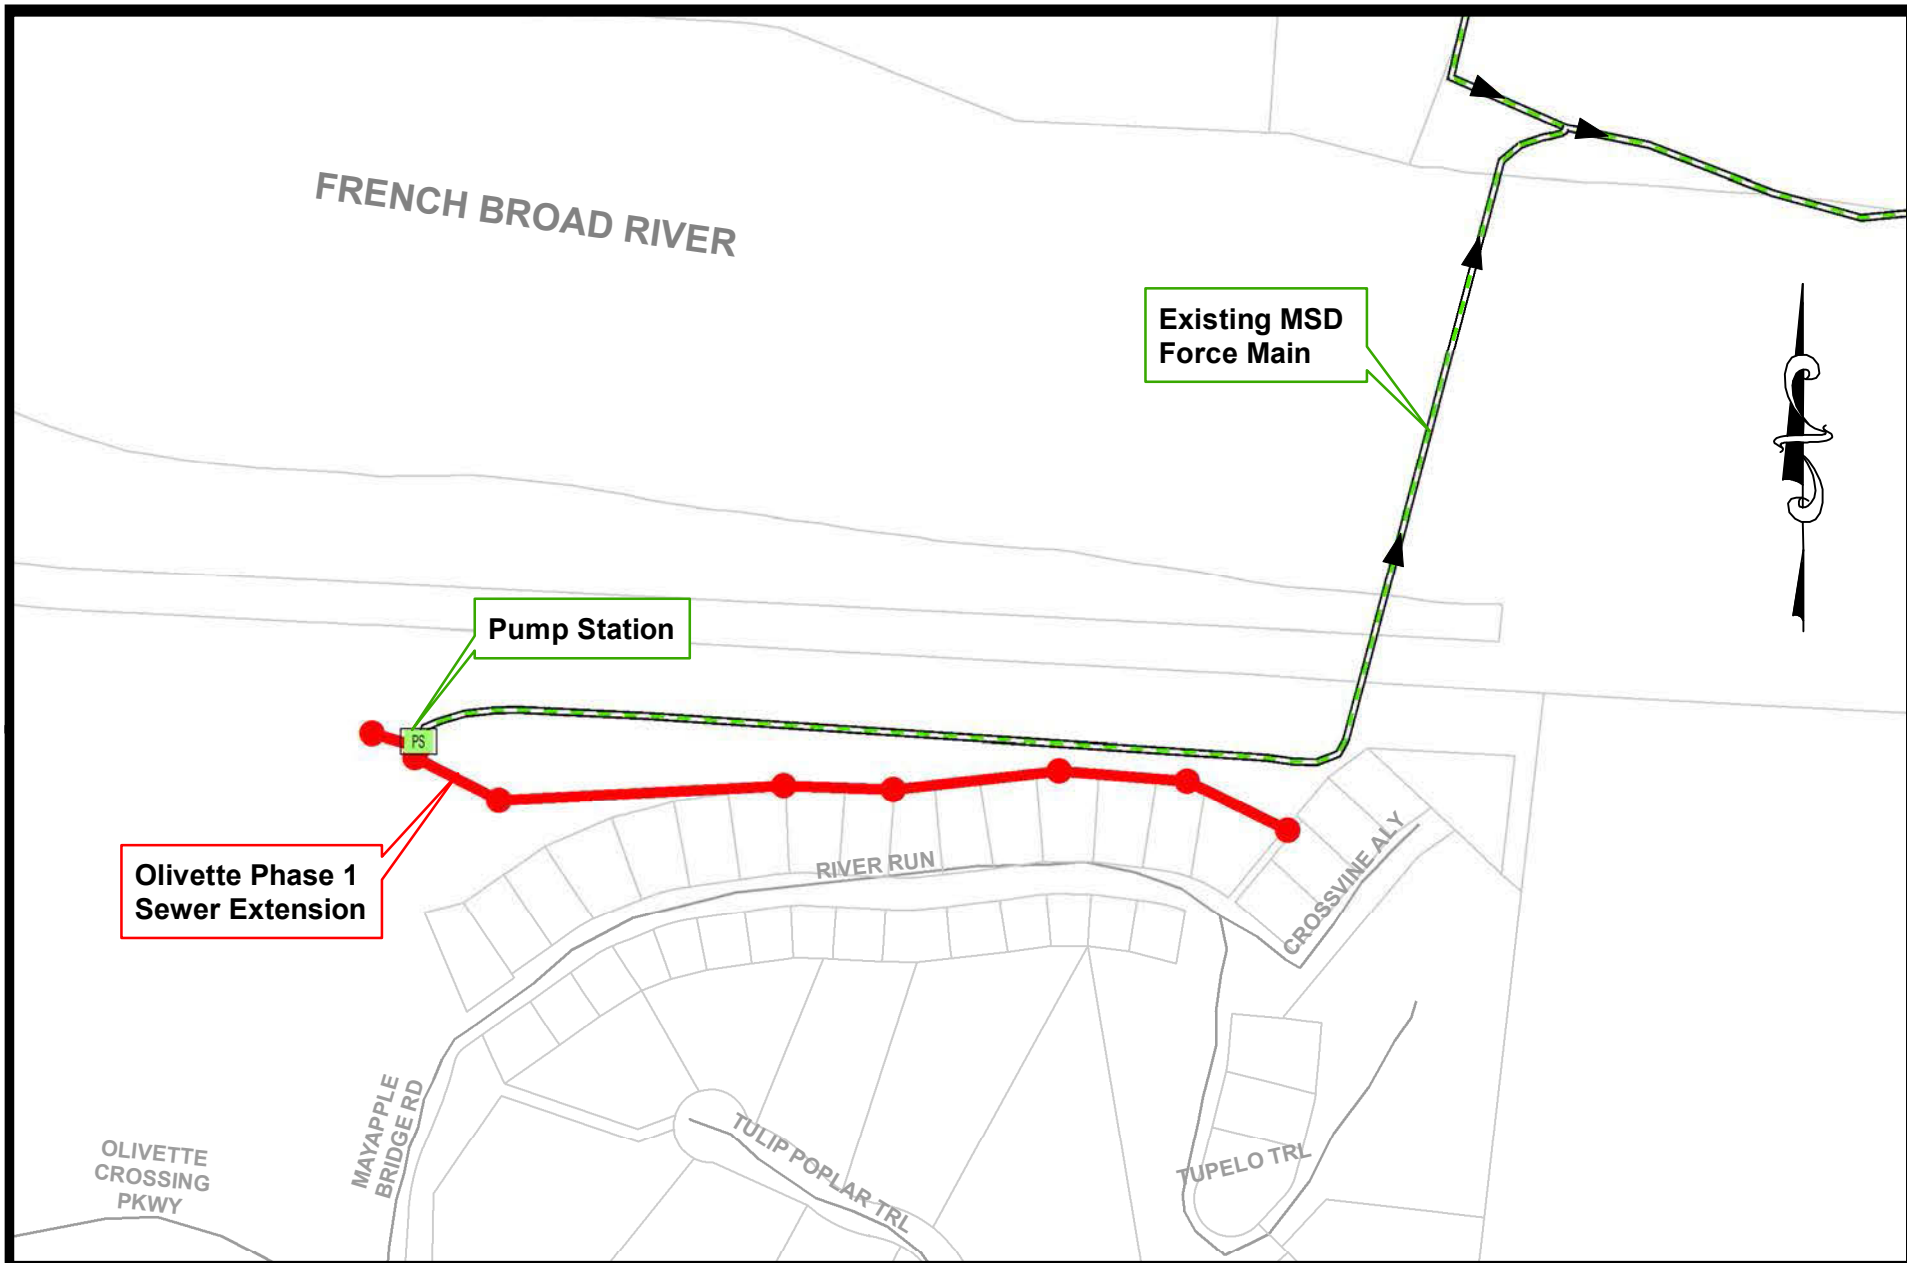 FRENCH BROAD RIVER
Existing MSD
Force Main
Pump Station
PS
Olivette Phase 1
Sewer Extension
RIVER RUN
CROSSVINE ALY
MAYAPPLE
BRIDGE RD
OLIVETTE
CROSSING
PKWY
TULIP POPLAR TRL
TUPELO TRL